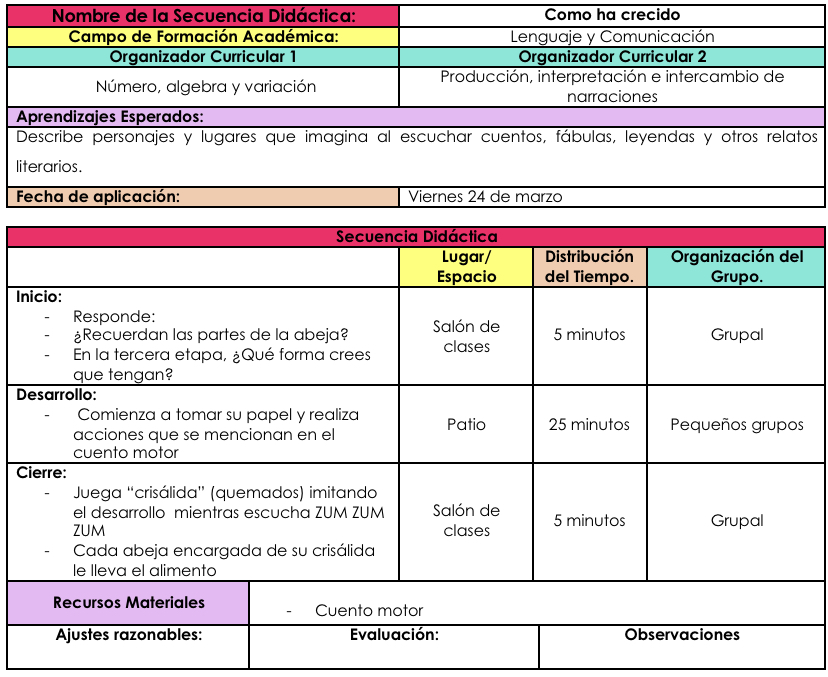 Nombre de la Secuencia Didáctica: Como ha crecido
Campo de Formación Académica: Lenguaje y Comunicación
Organizador Curricular 1 Organizador Curricular 2
Número, algebra y variación Producción, interpretación e intercambio de
narraciones
Aprendizajes Esperados:
Describe personajes y lugares que imagina al escuchar cuentos, fábulas, leyendas y otros relatos
literarios.
Fecha de aplicación: Viernes 24 de marzo
Secuencia Didáctica
Lugar/ Distribución Organización del
Espacio del Tiempo. Grupo.
Inicio:
- Responde:
- ¿Recuerdan las partes de la abeja?
- En la tercera etapa, ¿Qué forma crees
que tengan?
Salón de
clases
5 minutos
Grupal
Desarrollo:
- Comienza a tomar su papel y realiza
acciones que se mencionan en el
cuento motor
Patio
25 minutos
Pequeños grupos
Cierre:
- Juega “crisálida” (quemados) imitando
el desarrollo mientras escucha ZUM ZUM
ZUM
- Cada abeja encargada de su crisálida
le lleva el alimento
Salón de
clases
5 minutos
Grupal
Recursos Materiales
- Cuento motor
Ajustes razonables: Evaluación: Observaciones